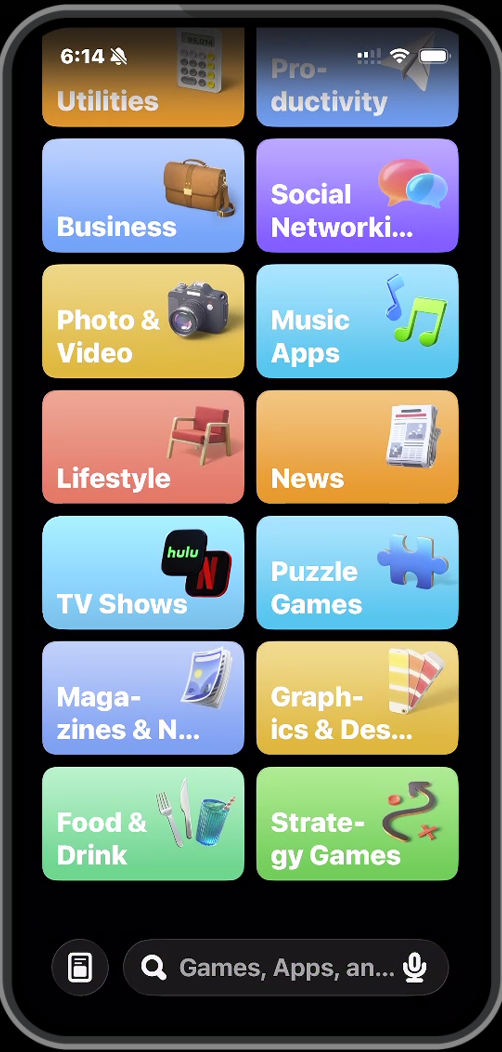 6:14
Utilities
Pro-
ductivity
Business
Social
Networki...
Photo &
Video
Music
Apps
Lifestyle
News
hulu
N
TV Shows
Puzzle
Games
Maga-
zines & N...
Graph-
ics & Des...
Food &
Drink
Strate-
gy Games
Games, Apps, an...